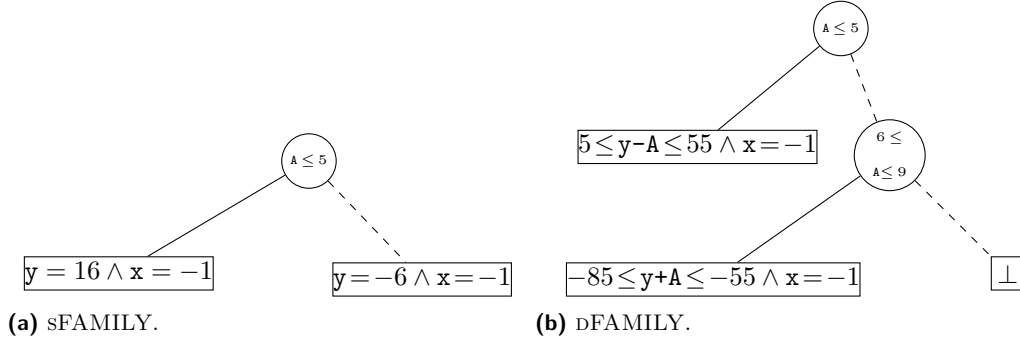 A ≤ 5
y = 16 ∧ x = −1
y = −6 ∧ x = −1
(a) sFAMILY.
A ≤ 5
5 ≤ y−A ≤ 55 ∧ x = −1
6 ≤
A ≤ 9
−85 ≤ y+A ≤ −55 ∧ x = −1
⊥
(b) DFAMILY.